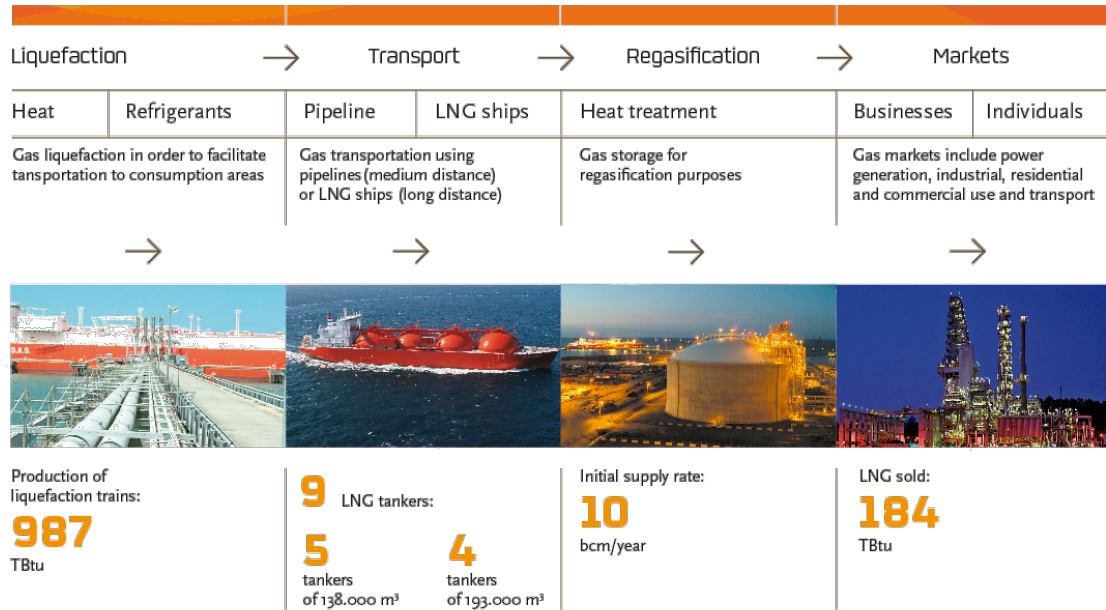 Liquefaction
Transport
Regasification
Markets
Heat
Refrigerants
Pipeline
LNG ships
Heat treatment
Businesses
Individuals
Gas liquefaction in order to facilitate
tansportation to consumption areas
Gas transportation using
pipelines (medium distance)
or LNG ships (long distance)
Gas storage for
regasification purposes
Gas markets include power
generation, industrial, residential
and commercial use and transport
O.A.S.
Production of
liquefaction trains:
987
TBtu
9 LNG tankers:
5
tankers
of 138.000 m³
4
tankers
of 193.000 m³
Initial supply rate:
10
bcm/year
LNG sold:
184
TBtu